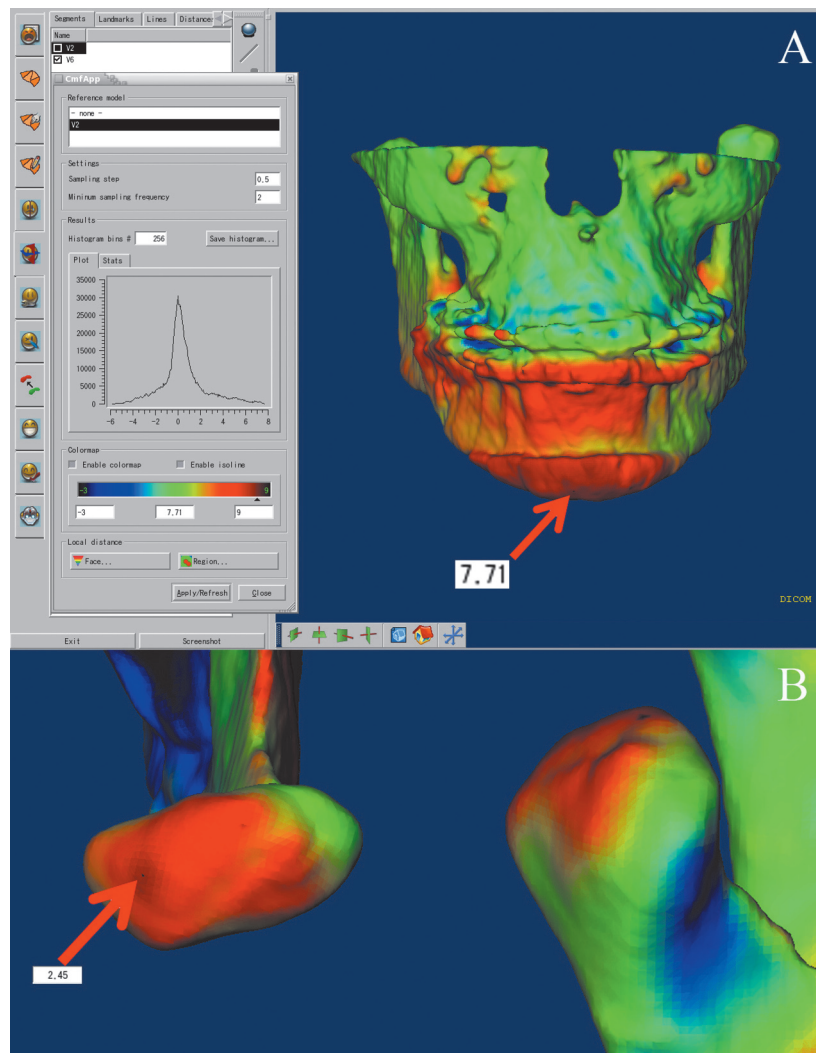 Segments Landmarks Lines Distance
Name
V2
V6
CmfApp
Reference model
- none -
V2
Settings
Sampling step 0.5
Mininum sampling frequency 2
Results
Histogram bins # 256 Save histogram...
Plot Stats
35000
30000
25000
20000
15000
10000
5000
0
-6 -4 -2 0 2 4 6 8
Colormap
Enable colormap Enable isoline
-3 9
-3 7.71 9
Local distance
Face... Region...
Apply/Refresh Close
Exit Screenshot
A
7.71
DICOM
B
2.45